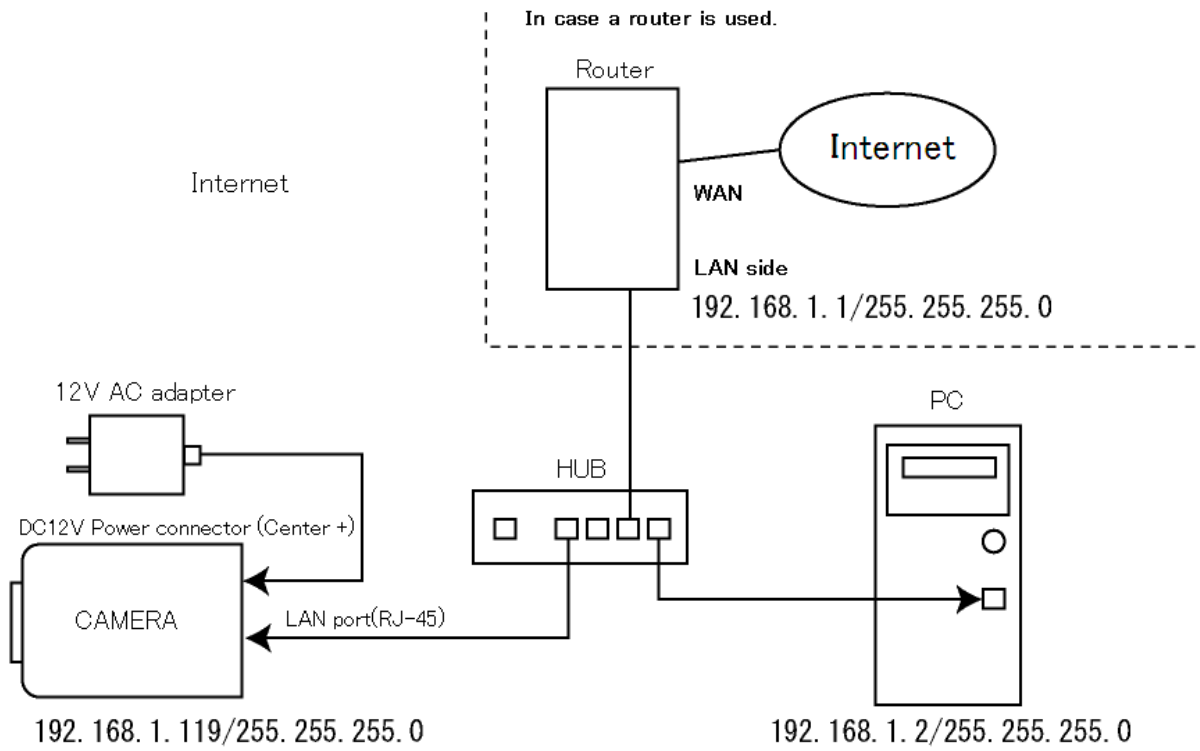 In case a router is used.
Router
Internet
Internet
WAN
LAN side
192.168.1.1/255.255.255.0
12V AC adapter
PC
HUB
DC12V Power connector (Center +)
CAMERA
LAN port(RJ-45)
192.168.1.119/255.255.255.0
192.168.1.2/255.255.255.0